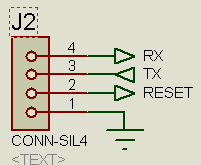 J2
4 RX
3 TX
2 RESET
1
CONN-SIL4
<TEXT>